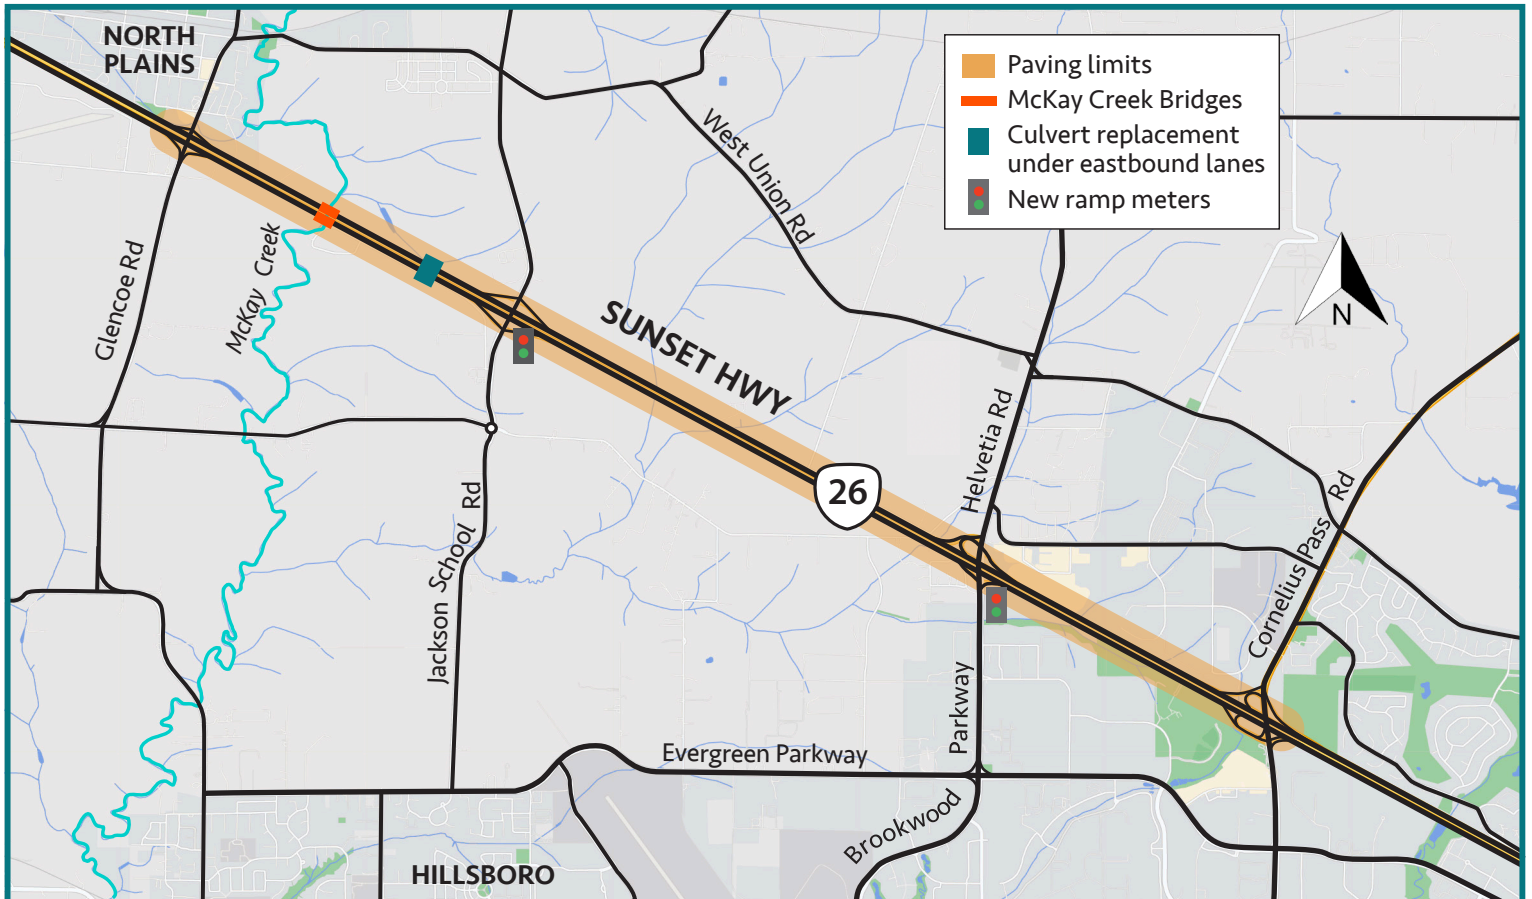 NORTH
PLAINS
Paving limits
McKay Creek Bridges
Culvert replacement
under eastbound lanes
New ramp meters
West Union Rd
N
Glencoe Rd
McKay Creek
SUNSET HWY
26
Helvetia Rd
Jackson School Rd
Cornelius Pass Rd
Parkway
Evergreen Parkway
Brookwood
HILLSBORO